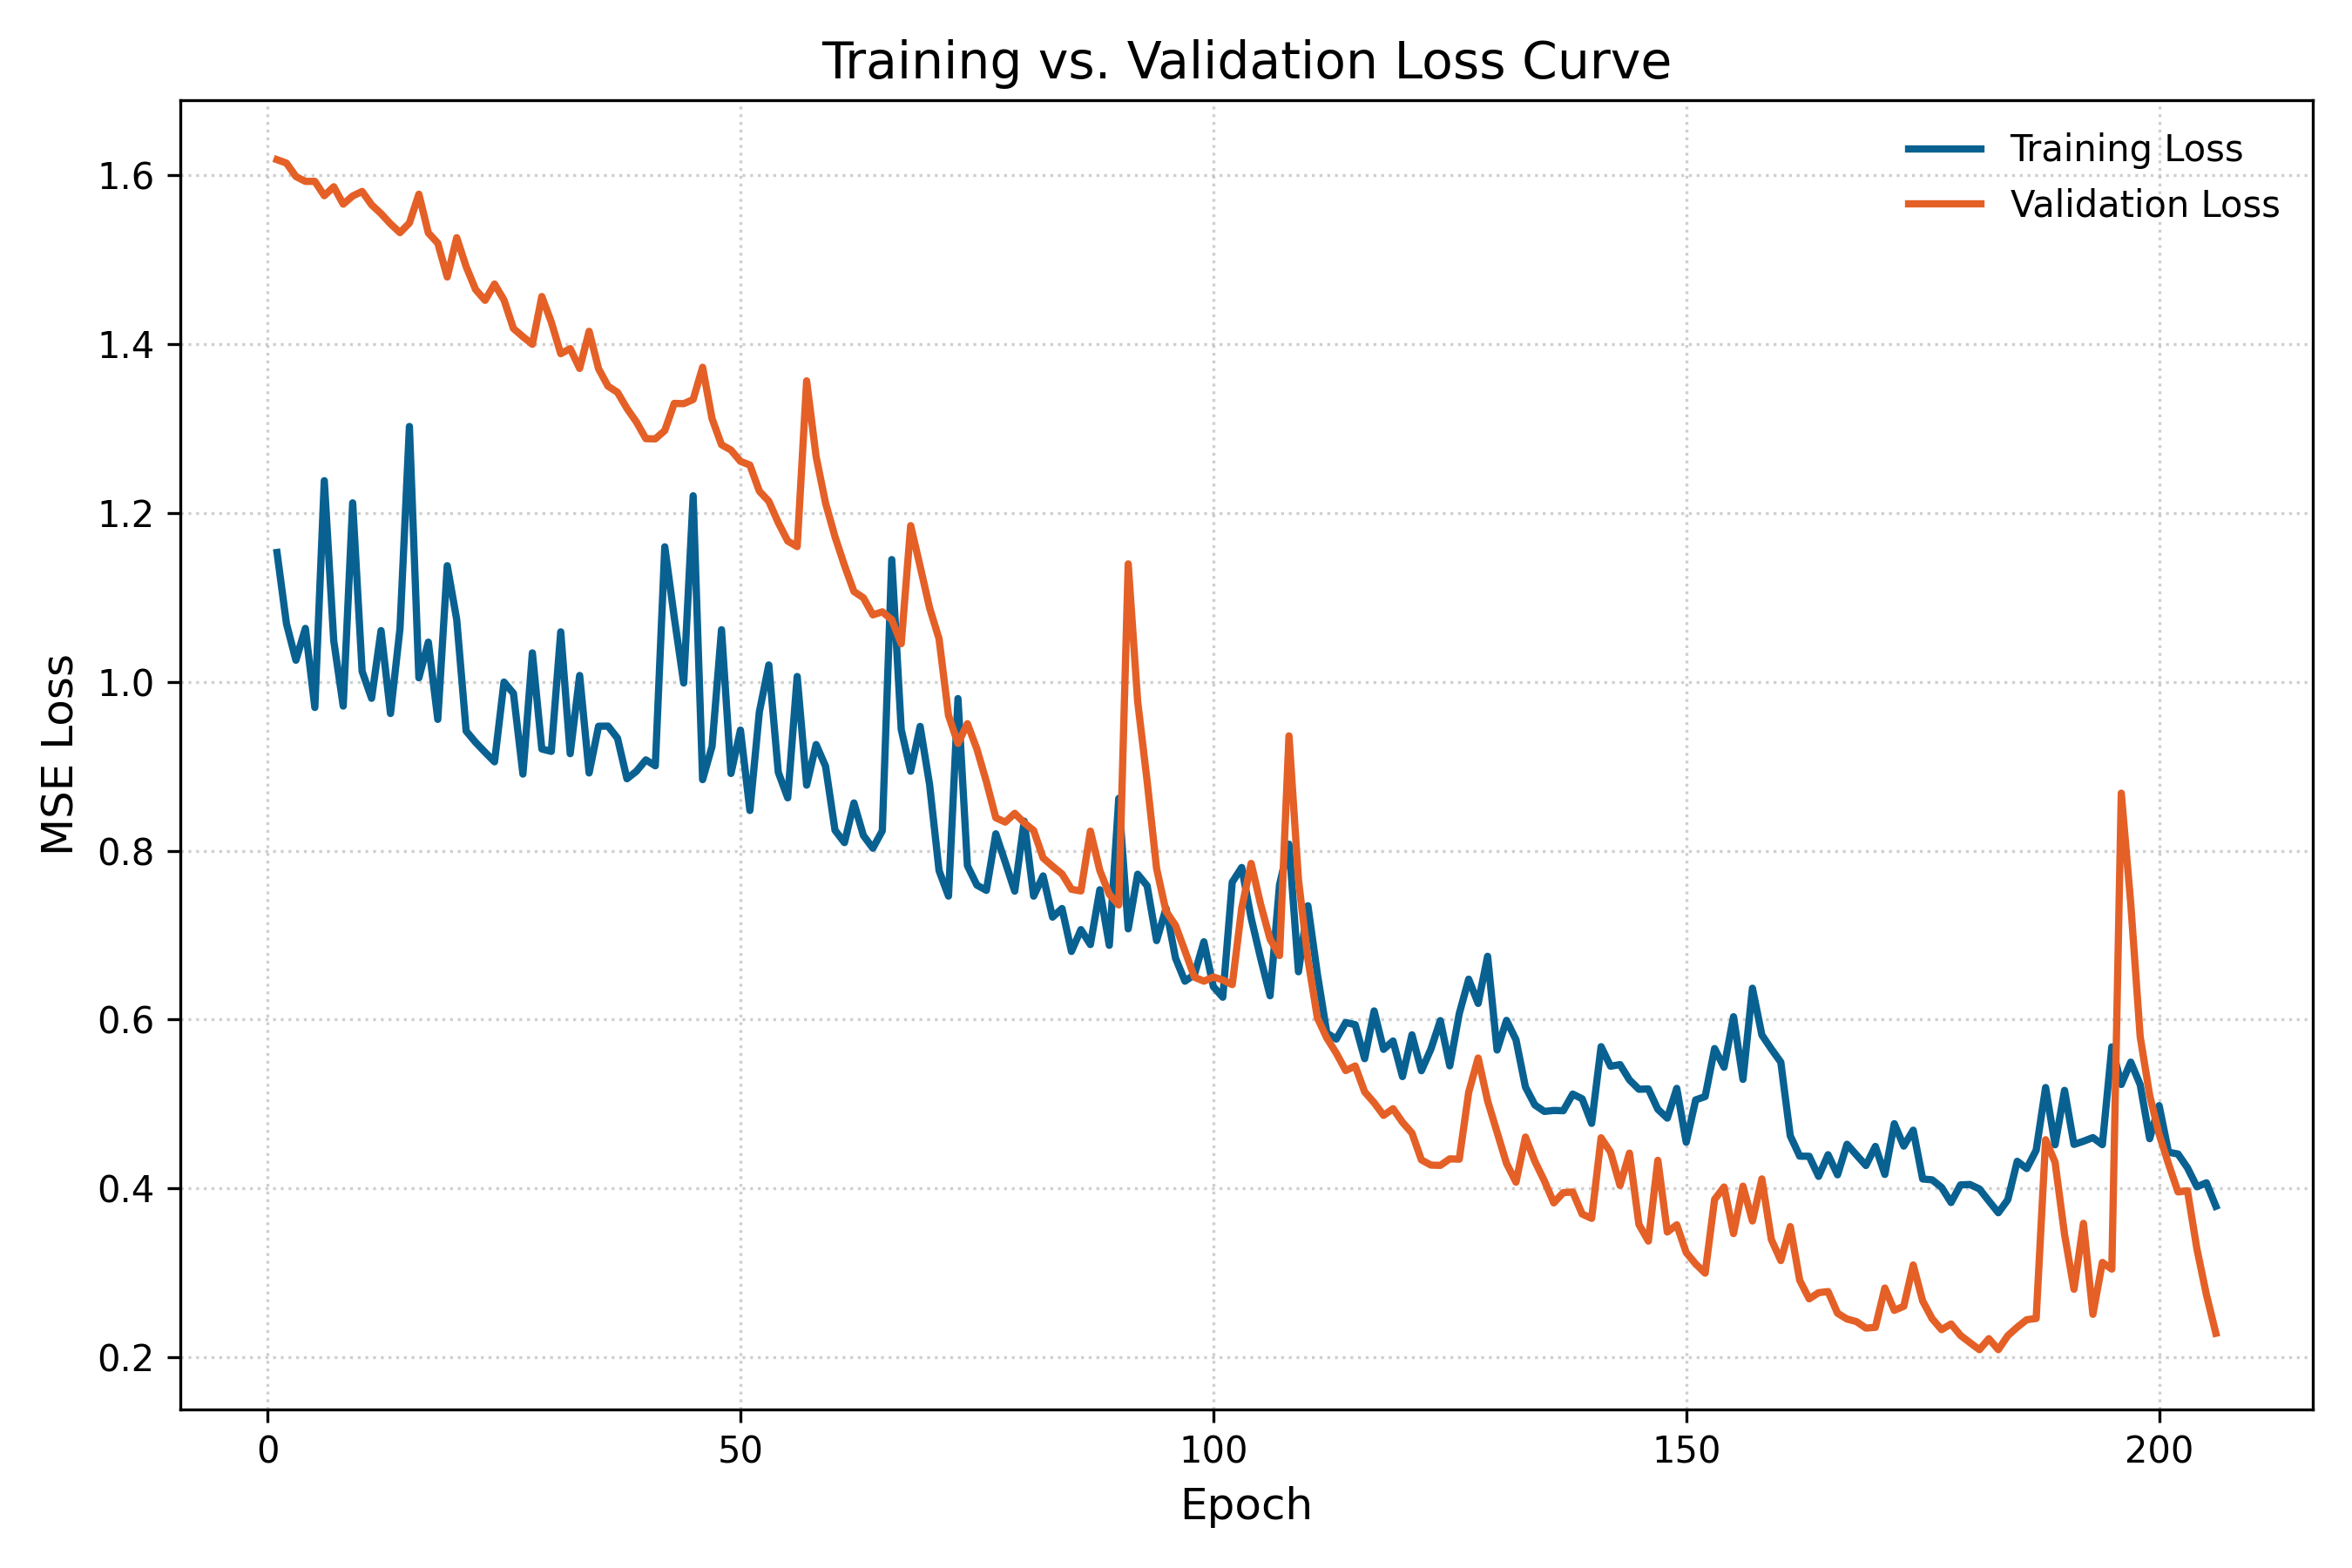 Training vs. Validation Loss Curve
Training Loss
Validation Loss
MSE Loss
1.6
1.4
1.2
1.0
0.8
0.6
0.4
0.2
0 50 100 150 200
Epoch